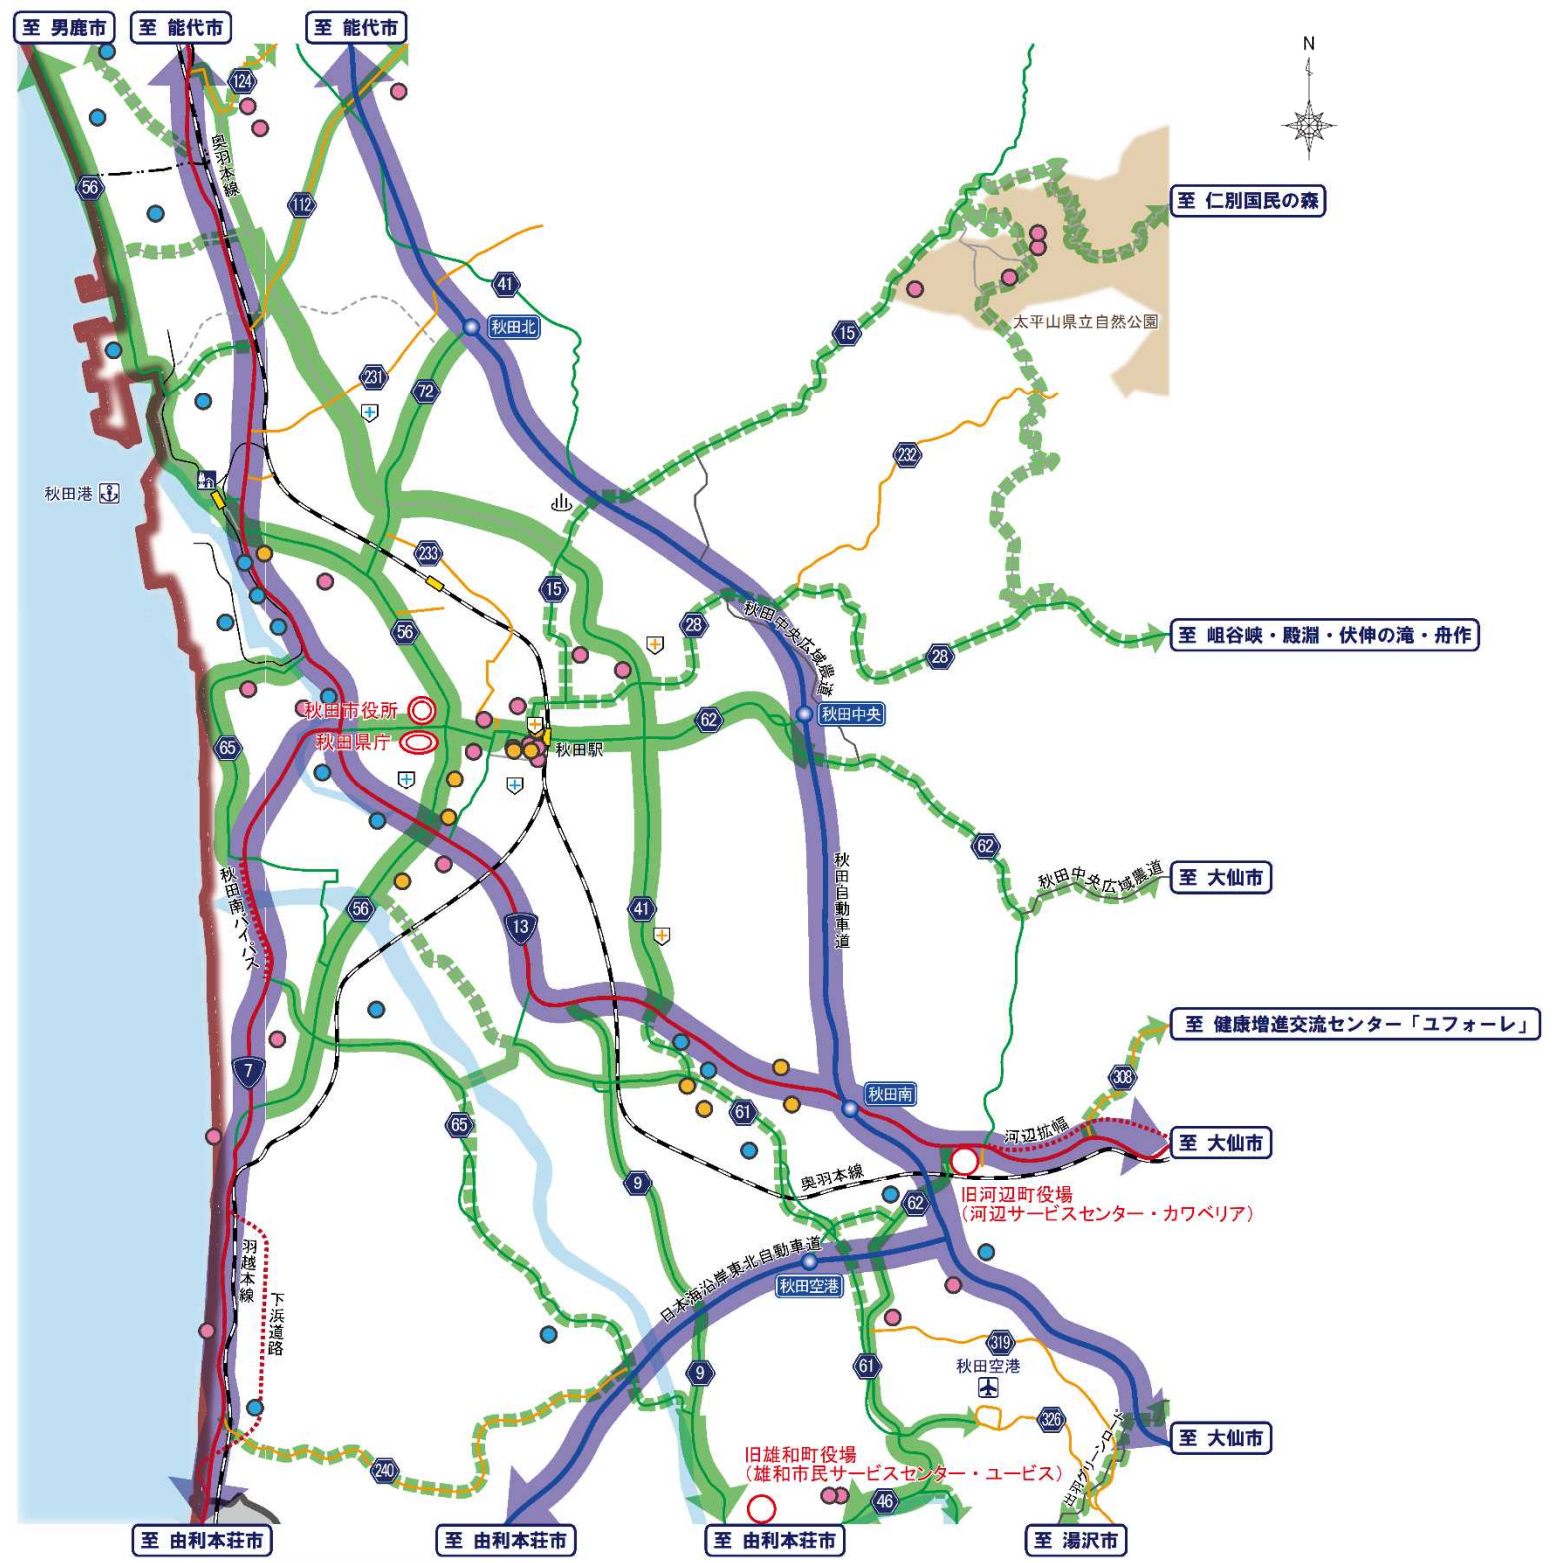 至 男鹿市
至 能代市
至 能代市
N
124
奥羽本線
56
112
至 仁別国民の森
41
秋田北
15
太平山県立自然公園
231
72
232
秋田港
233
15
56
28
秋田中央広域農道
至 岨谷峡・殿淵・伏伸の滝・舟作
28
秋田市役所
秋田県庁
65
秋田駅
62
秋田中央
62
秋田自動車道
秋田中央広域農道
至 大仙市
秋田南バイパス
56
13
41
至 健康増進交流センター「ユフォーレ」
7
308
秋田南
61
65
河辺拡幅
至 大仙市
奥羽本線
9
62
旧河辺町役場
(河辺サービスセンター・カワベリア)
羽越本線
日本海沿岸東北自動車道
秋田空港
下浜道路
319
秋田空港
61
9
326
出羽グリーンロード
至 大仙市
240
旧雄和町役場
(雄和市民サービスセンター・ユービス)
46
至 由利本荘市
至 由利本荘市
至 由利本荘市
至 湯沢市